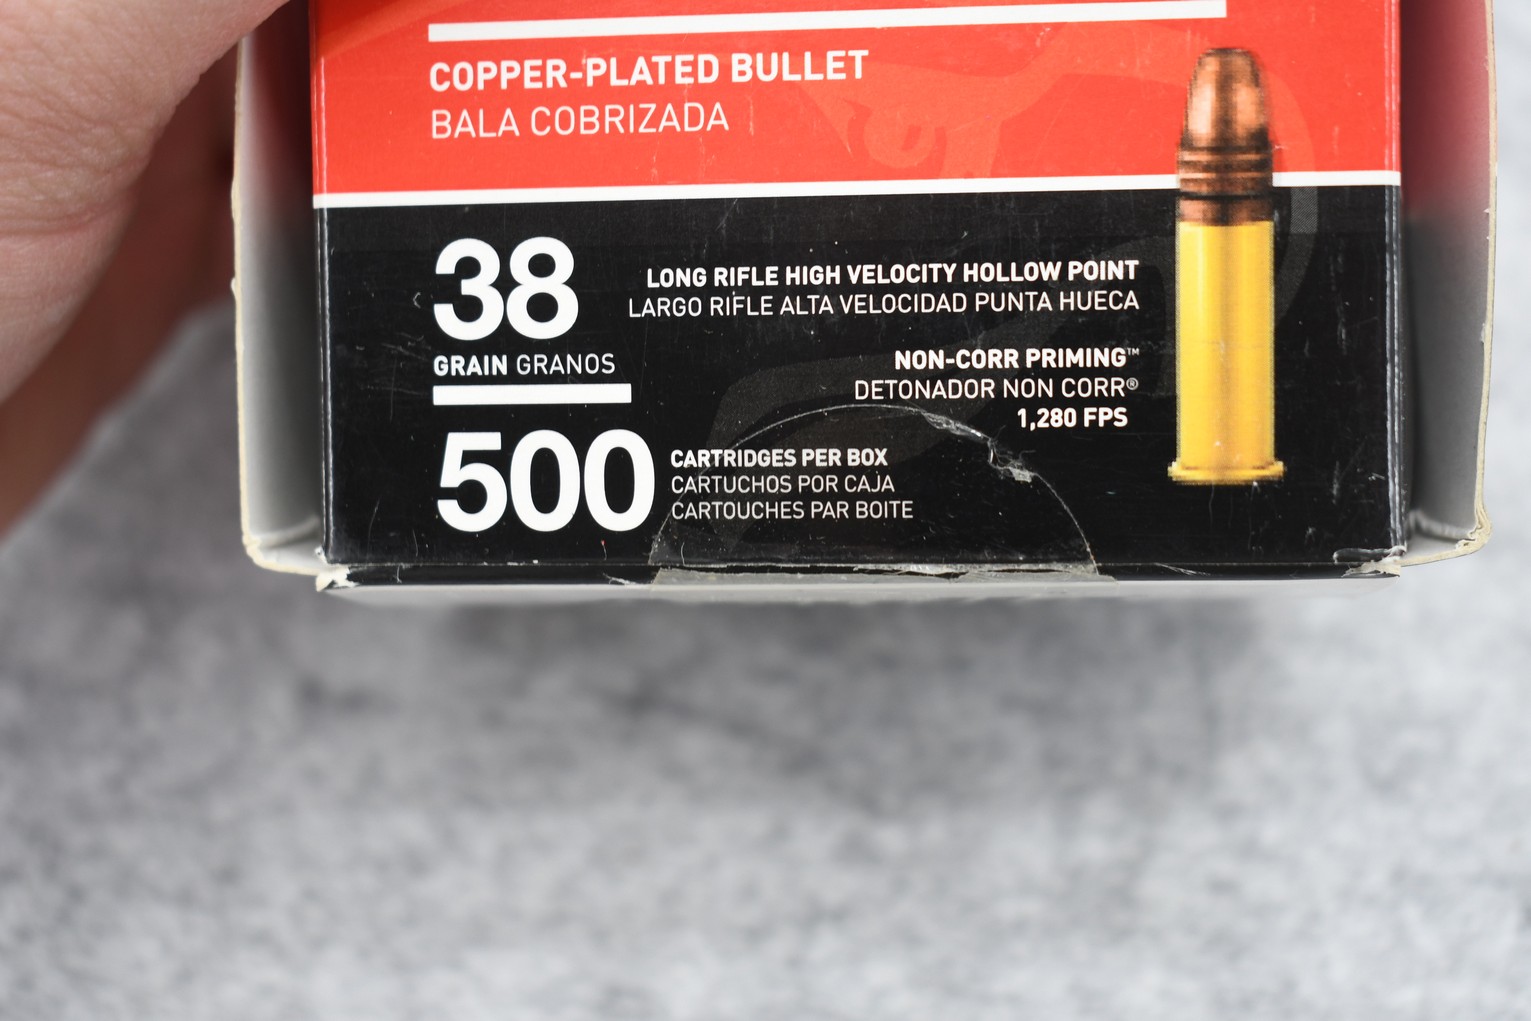 COPPER-PLATED BULLET
BALA COBRIZADA
38
GRAIN GRANOS
LONG RIFLE HIGH VELOCITY HOLLOW POINT
LARGO RIFLE ALTA VELOCIDAD PUNTA HUECA
NON-CORR PRIMING™
DETONADOR NON CORR®
1,280 FPS
500
CARTRIDGES PER BOX
CARTUCHOS POR CAJA
CARTOUCHES PAR BOITE